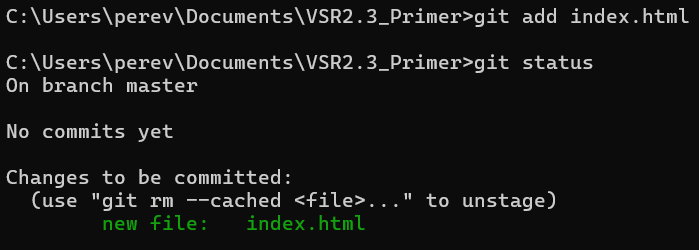 C:\Users\perev\Documents\VSR2.3_Primer>git add index.html
C:\Users\perev\Documents\VSR2.3_Primer>git status
On branch master
No commits yet
Changes to be committed:
(use "git rm --cached <file>..." to unstage)
new file:   index.html